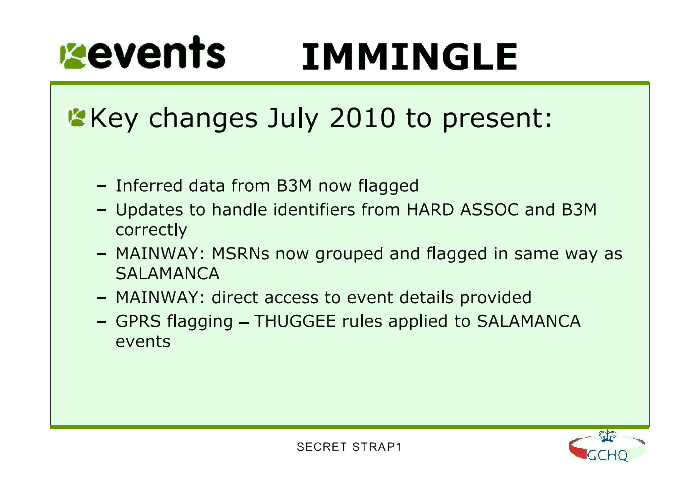 events IMMINGLE
Key changes July 2010 to present:
– Inferred data from B3M now flagged
– Updates to handle identifiers from HARD ASSOC and B3M
correctly
– MAINWAY: MSRNs now grouped and flagged in same way as
SALAMANCA
– MAINWAY: direct access to event details provided
– GPRS flagging – THUGGEE rules applied to SALAMANCA
events
SECRET STRAP1
GCHQ